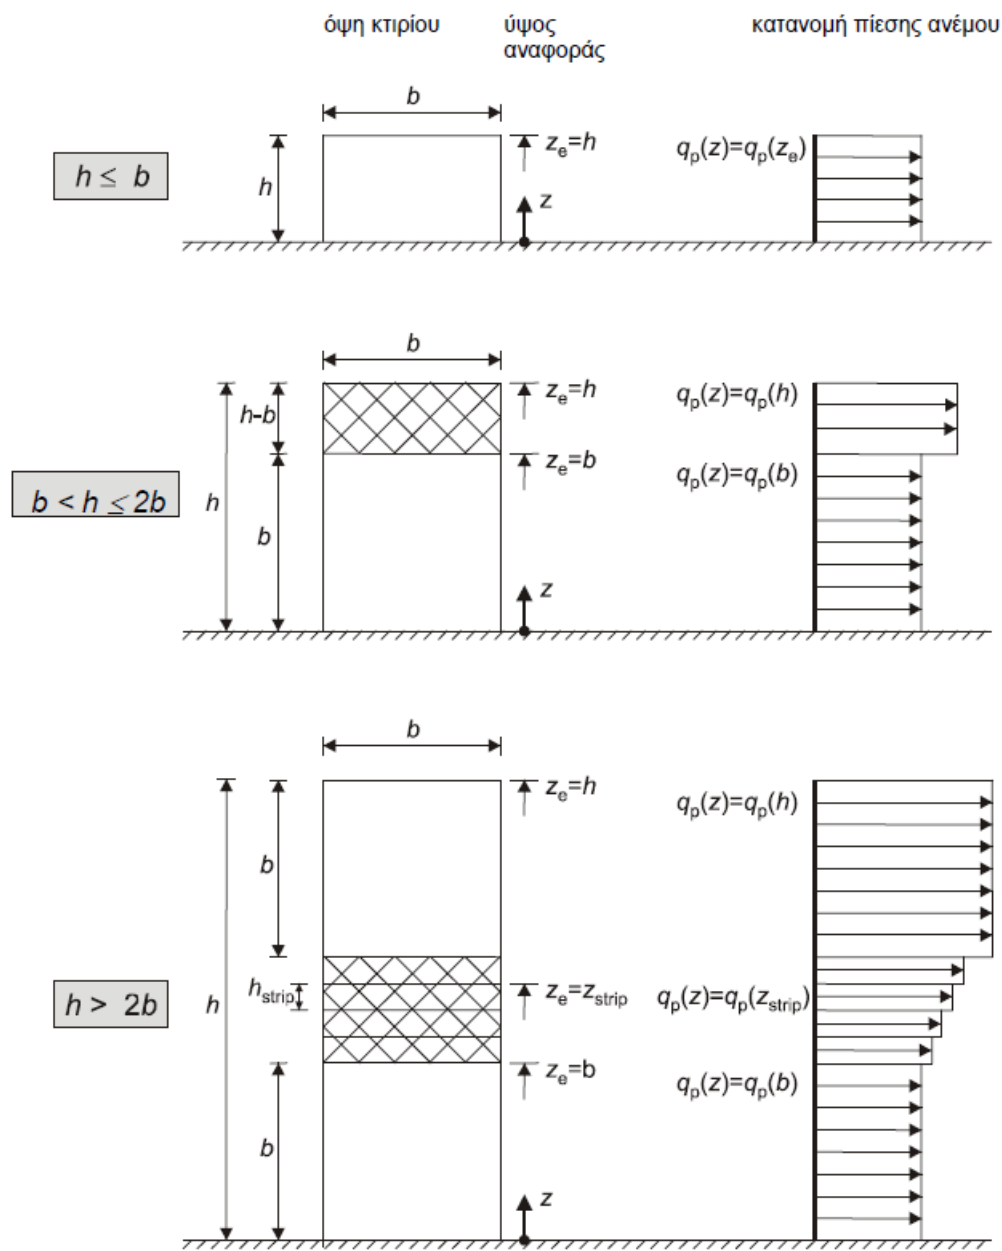 όψη κτιρίου
ύψος
αναφοράς
κατανομή πίεσης ανέμου
b
h ≤ b
h
z_e=h
z
q_p(z)=q_p(z_e)
b
b < h ≤ 2b
h
h-b
b
z_e=h
z_e=b
z
q_p(z)=q_p(h)
q_p(z)=q_p(b)
b
h > 2b
h
b
h_strip
b
z_e=h
z_e=z_strip
z_e=b
z
q_p(z)=q_p(h)
q_p(z)=q_p(z_strip)
q_p(z)=q_p(b)